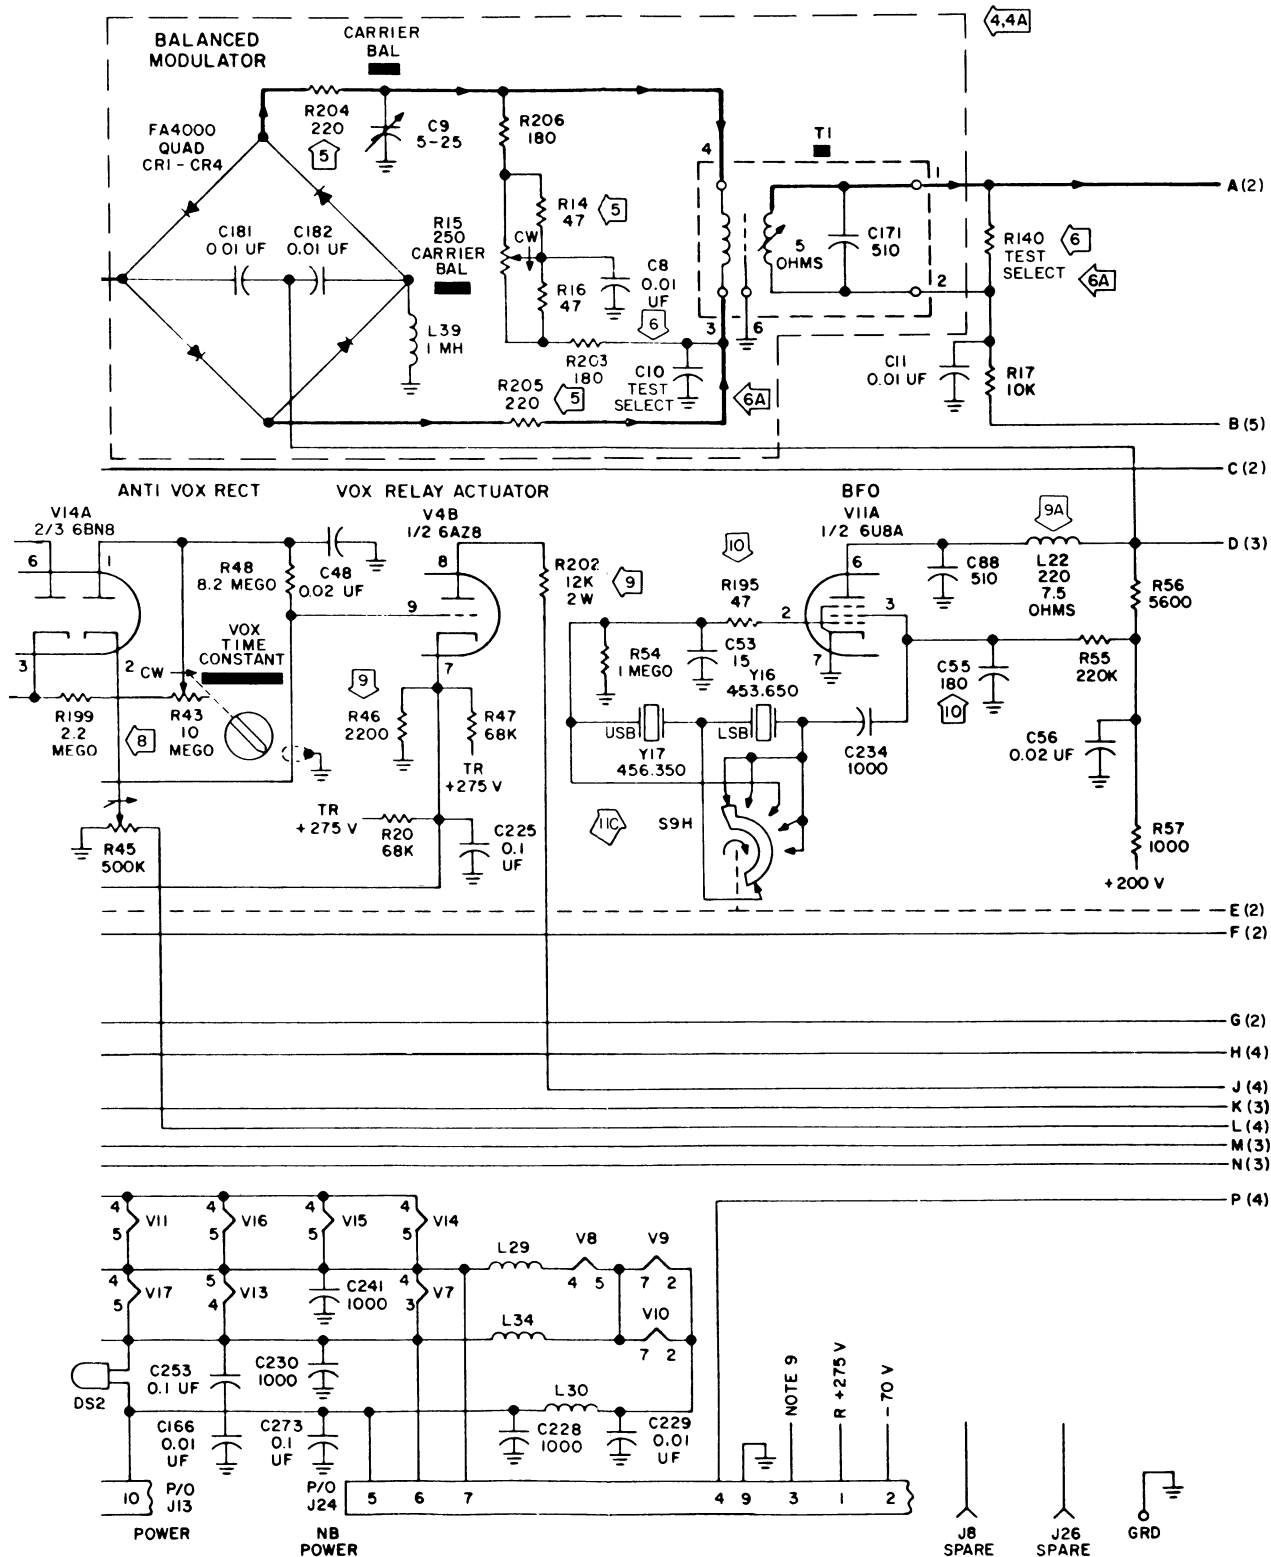 4,4A
BALANCED
MODULATOR
CARRIER
BAL
R204
220
5
C9
5-25
R206
180
FA4000
QUAD
CR1 - CR4
T1
4
1
A (2)
R14
47
5
R15
250
CARRIER
BAL
CW
C181
0.01 UF
C182
0.01 UF
C8
0.01
UF
R16
47
5
OHMS
C171
510
R140
TEST
SELECT
6
6A
2
3
6
6
L39
1 MH
R203
180
C10
TEST
SELECT
C11
0.01 UF
R17
10K
R205
220
5
6A
B (5)
C (2)
ANTI VOX RECT
VOX RELAY ACTUATOR
BFO
V14A
2/3 6BN8
V4B
1/2 6AZ8
V11A
1/2 6U8A
9A
6
1
R48
8.2 MEGO
C48
0.02 UF
8
R202
12K
2W
9
10
R195
47
6
C88
510
L22
220
7.5
OHMS
D (3)
R56
5600
9
2
3
7
3
2
CW
VOX
TIME
CONSTANT
7
R54
1 MEGO
C53
15
Y16
453.650
C55
180
10
R55
220K
R199
2.2
MEGO
8
R43
10
MEGO
9
R46
2200
R47
68K
TR
+275 V
USB
Y17
456.350
LSB
C234
1000
C56
0.02 UF
TR
+275 V
R20
68K
C225
0.1
UF
11C
S9H
R45
500K
R57
1000
+200 V
E (2)
F (2)
G (2)
H (4)
J (4)
K (3)
L (4)
M (3)
N (3)
P (4)
4
5
V11
4
5
V16
4
5
V15
4
5
V14
L29
V8
4 5
V9
7 2
4
5
V17
5
4
V13
C241
1000
4
3
V7
L34
V10
7 2
DS2
C253
0.1 UF
C230
1000
L30
C166
0.01
UF
C273
0.1
UF
C228
1000
C229
0.01
UF
NOTE 9
R +275 V
-70 V
10
P/O
J13
POWER
P/O
J24
NB
POWER
5
6
7
4
9
3
1
2
J8
SPARE
J26
SPARE
GRD